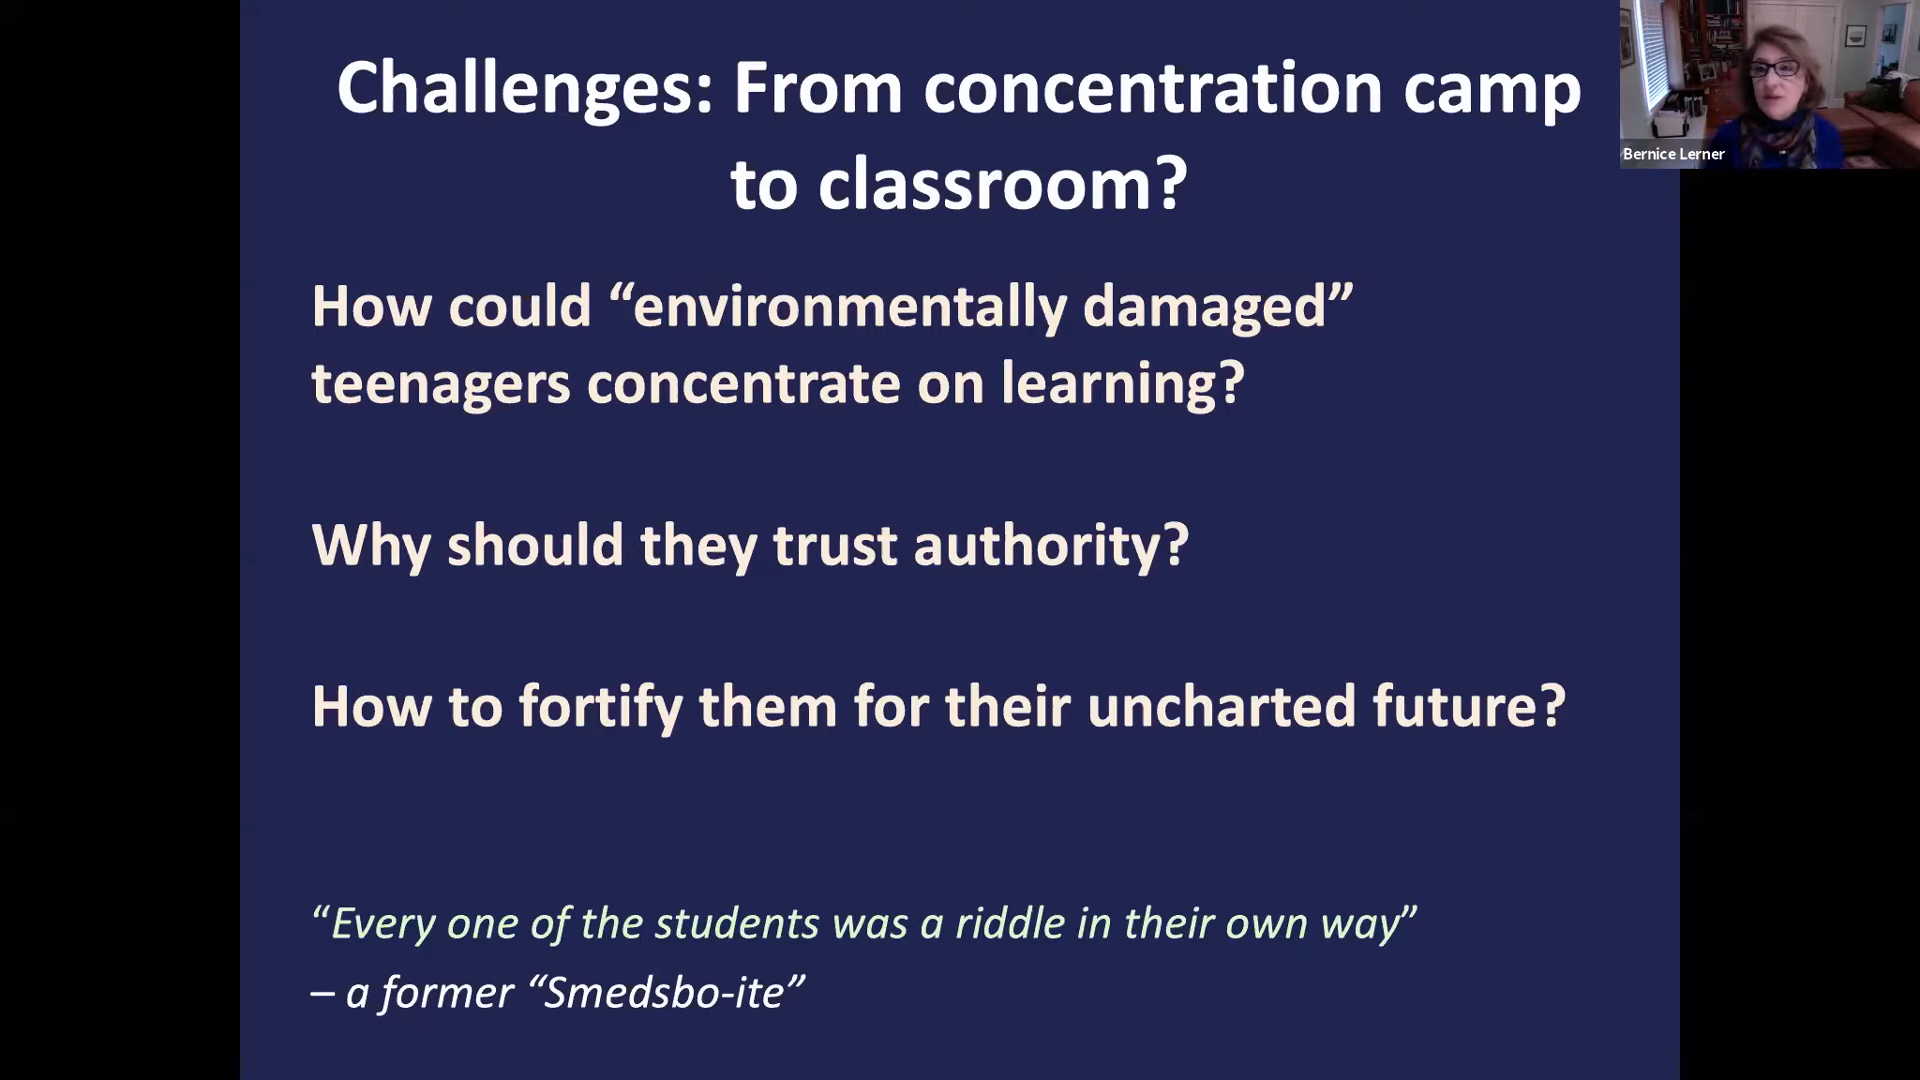 Challenges: From concentration camp
to classroom?
Bernice Lerner
How could “environmentally damaged”
teenagers concentrate on learning?
Why should they trust authority?
How to fortify them for their uncharted future?
“Every one of the students was a riddle in their own way”
– a former “Smedsbo-ite”